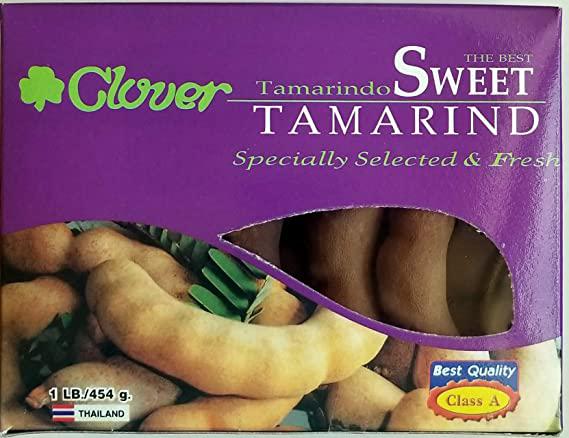 Clover
THE BEST
Tamarindo SWEET
TAMARIND
Specially Selected & Fresh
1 LB./454 g.
THAILAND
Best Quality
Class A